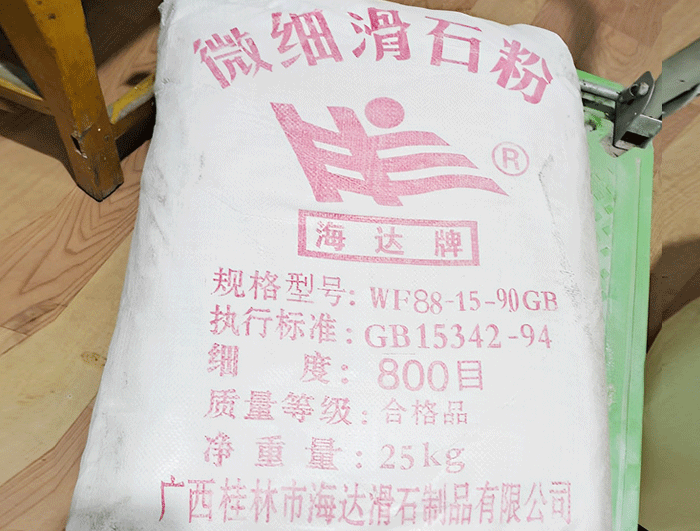 微细滑石粉
®
海达牌
规格型号: WF88-15-90GB
执行标准: GB15342-94
细 度: 800目
质量等级: 合格品
净重量: 25kg
广西桂林市海达滑石制品有限公司